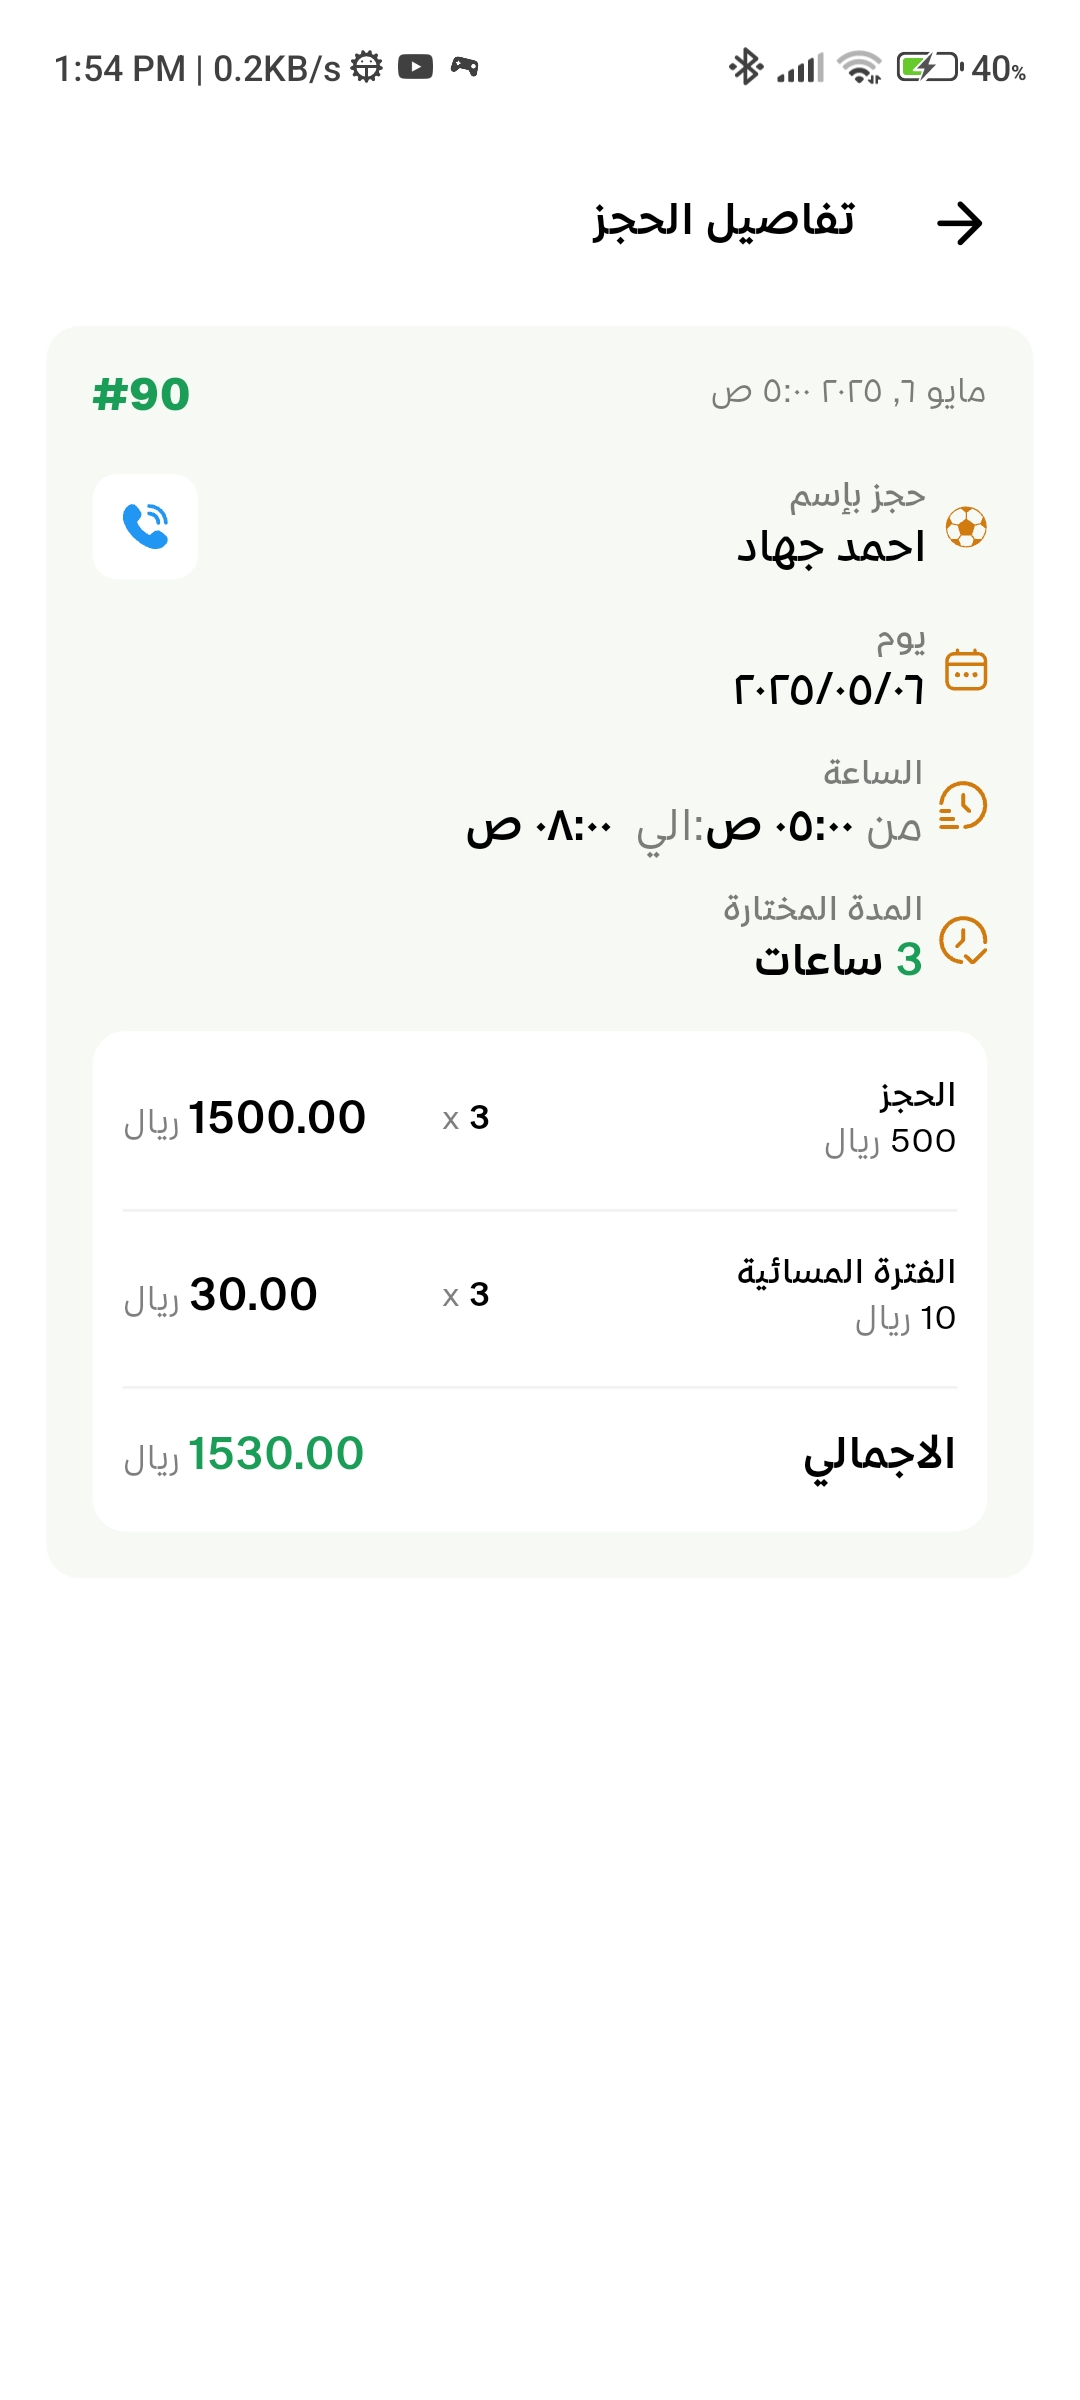 1:54 PM | 0.2KB/s 40%
تفاصيل الحجز
مايو ٦, ٢٠٢٥ ٥:٠٠ ص #90
حجز بإسم
احمد جهاد
يوم
٢٠٢٥/٠٥/٠٦
الساعة
من ٠٥:٠٠ ص:الي ٠٨:٠٠ ص
المدة المختارة
3 ساعات
الحجز
500 ريال
x 3
1500.00 ريال
الفترة المسائية
10 ريال
x 3
30.00 ريال
الاجمالي
1530.00 ريال